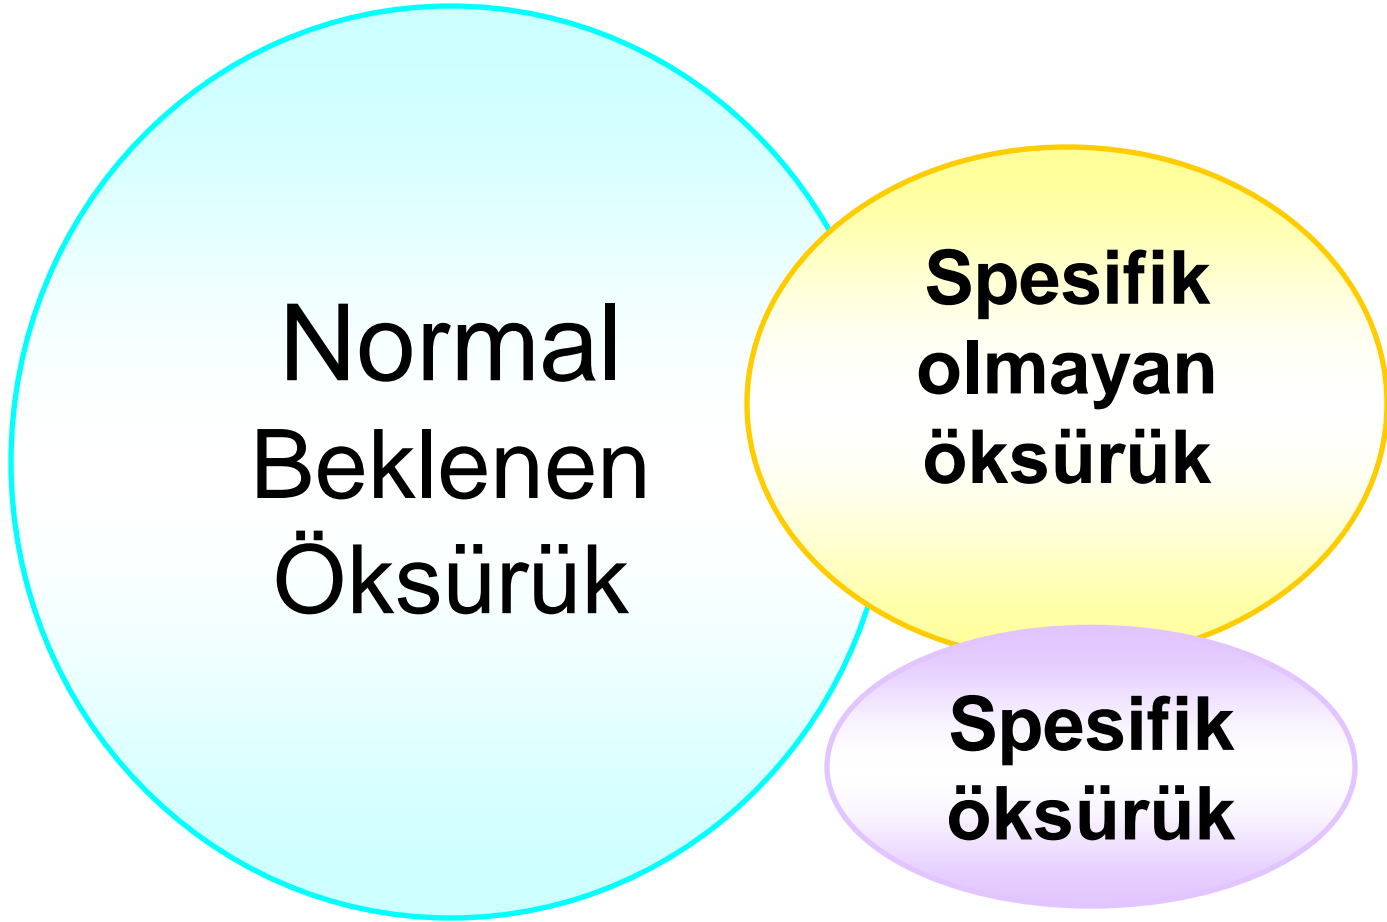 Normal
Beklenen
Öksürük
Spesifik
olmayan
öksürük
Spesifik
öksürük